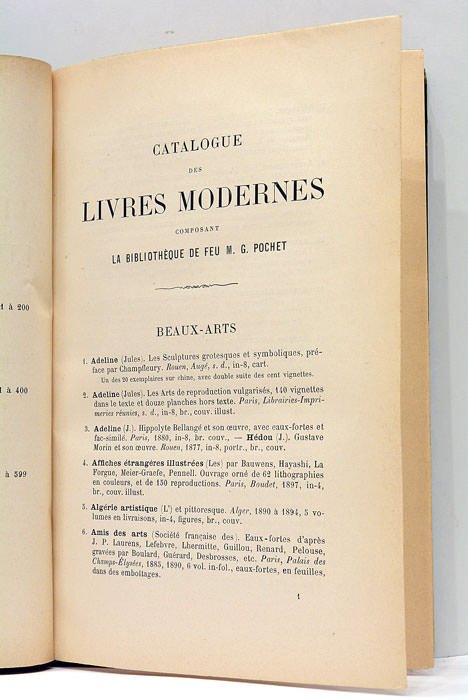 1 à 200
1 à 400
à 599
CATALOGUE
DES
LIVRES MODERNES
COMPOSANT
LA BIBLIOTHÈQUE DE FEU M. G. POCHET
BEAUX-ARTS
1. Adeline (Jules). Les Sculptures grotesques et symboliques, pré-
face par Champfleury. Rouen, Augé, s. d., in-8, cart.
Un des 20 exemplaires sur chine, avec double suite des cent vignettes.
2. Adeline (Jules). Les Arts de reproduction vulgarisés, 140 vignettes
dans le texte et douze planches hors texte. Paris, Librairies-Impri-
meries réunies, s. d., in-8, br., couv. illust.
3. Adeline (J.). Hippolyte Bellangé et son œuvre, avec eaux-fortes et
fac-similé. Paris, 1880, in-8, br., couv., — Hédou (J.). Gustave
Morin et son œuvre. Rouen, 1877, in-8, portr., br., couv.
4. Affiches étrangères illustrées (Les) par Bauwens, Hayashi, La
Forgue, Meier-Graefe, Pennell. Ouvrage orné de 62 lithographies
en couleurs, et de 150 reproductions. Paris, Boudet, 1897, in-4,
br., couv. illust.
5. Algérie artistique (L') et pittoresque. Alger, 1890 à 1894, 5 vo-
lumes en livraisons, in-4, figures, br., couv.
6. Amis des arts (Société française des). Eaux-fortes d'après
J. P. Laurens, Lefebvre, Lhermitte, Guillou, Renard, Pelouse,
gravées par Boulard, Guérard, Desbrosses, etc. Paris, Palais des
Champs-Élysées, 1885, 1890, 6 vol. in-fol., eaux-fortes, en feuilles,
dans des emboîtages.
1